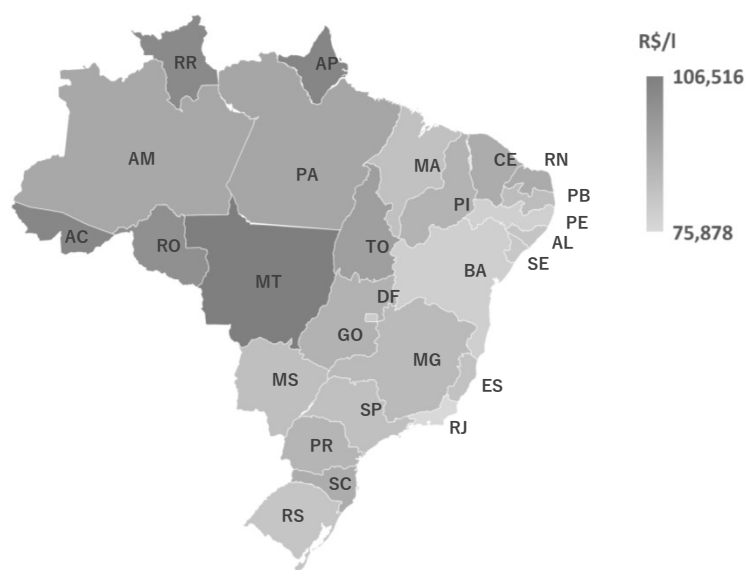 R$/l
106,516
75,878
RR
AP
AM
PA
MA
CE
RN
PB
PI
PE
AL
SE
AC
RO
TO
BA
MT
DF
GO
MG
MS
ES
SP
RJ
PR
SC
RS